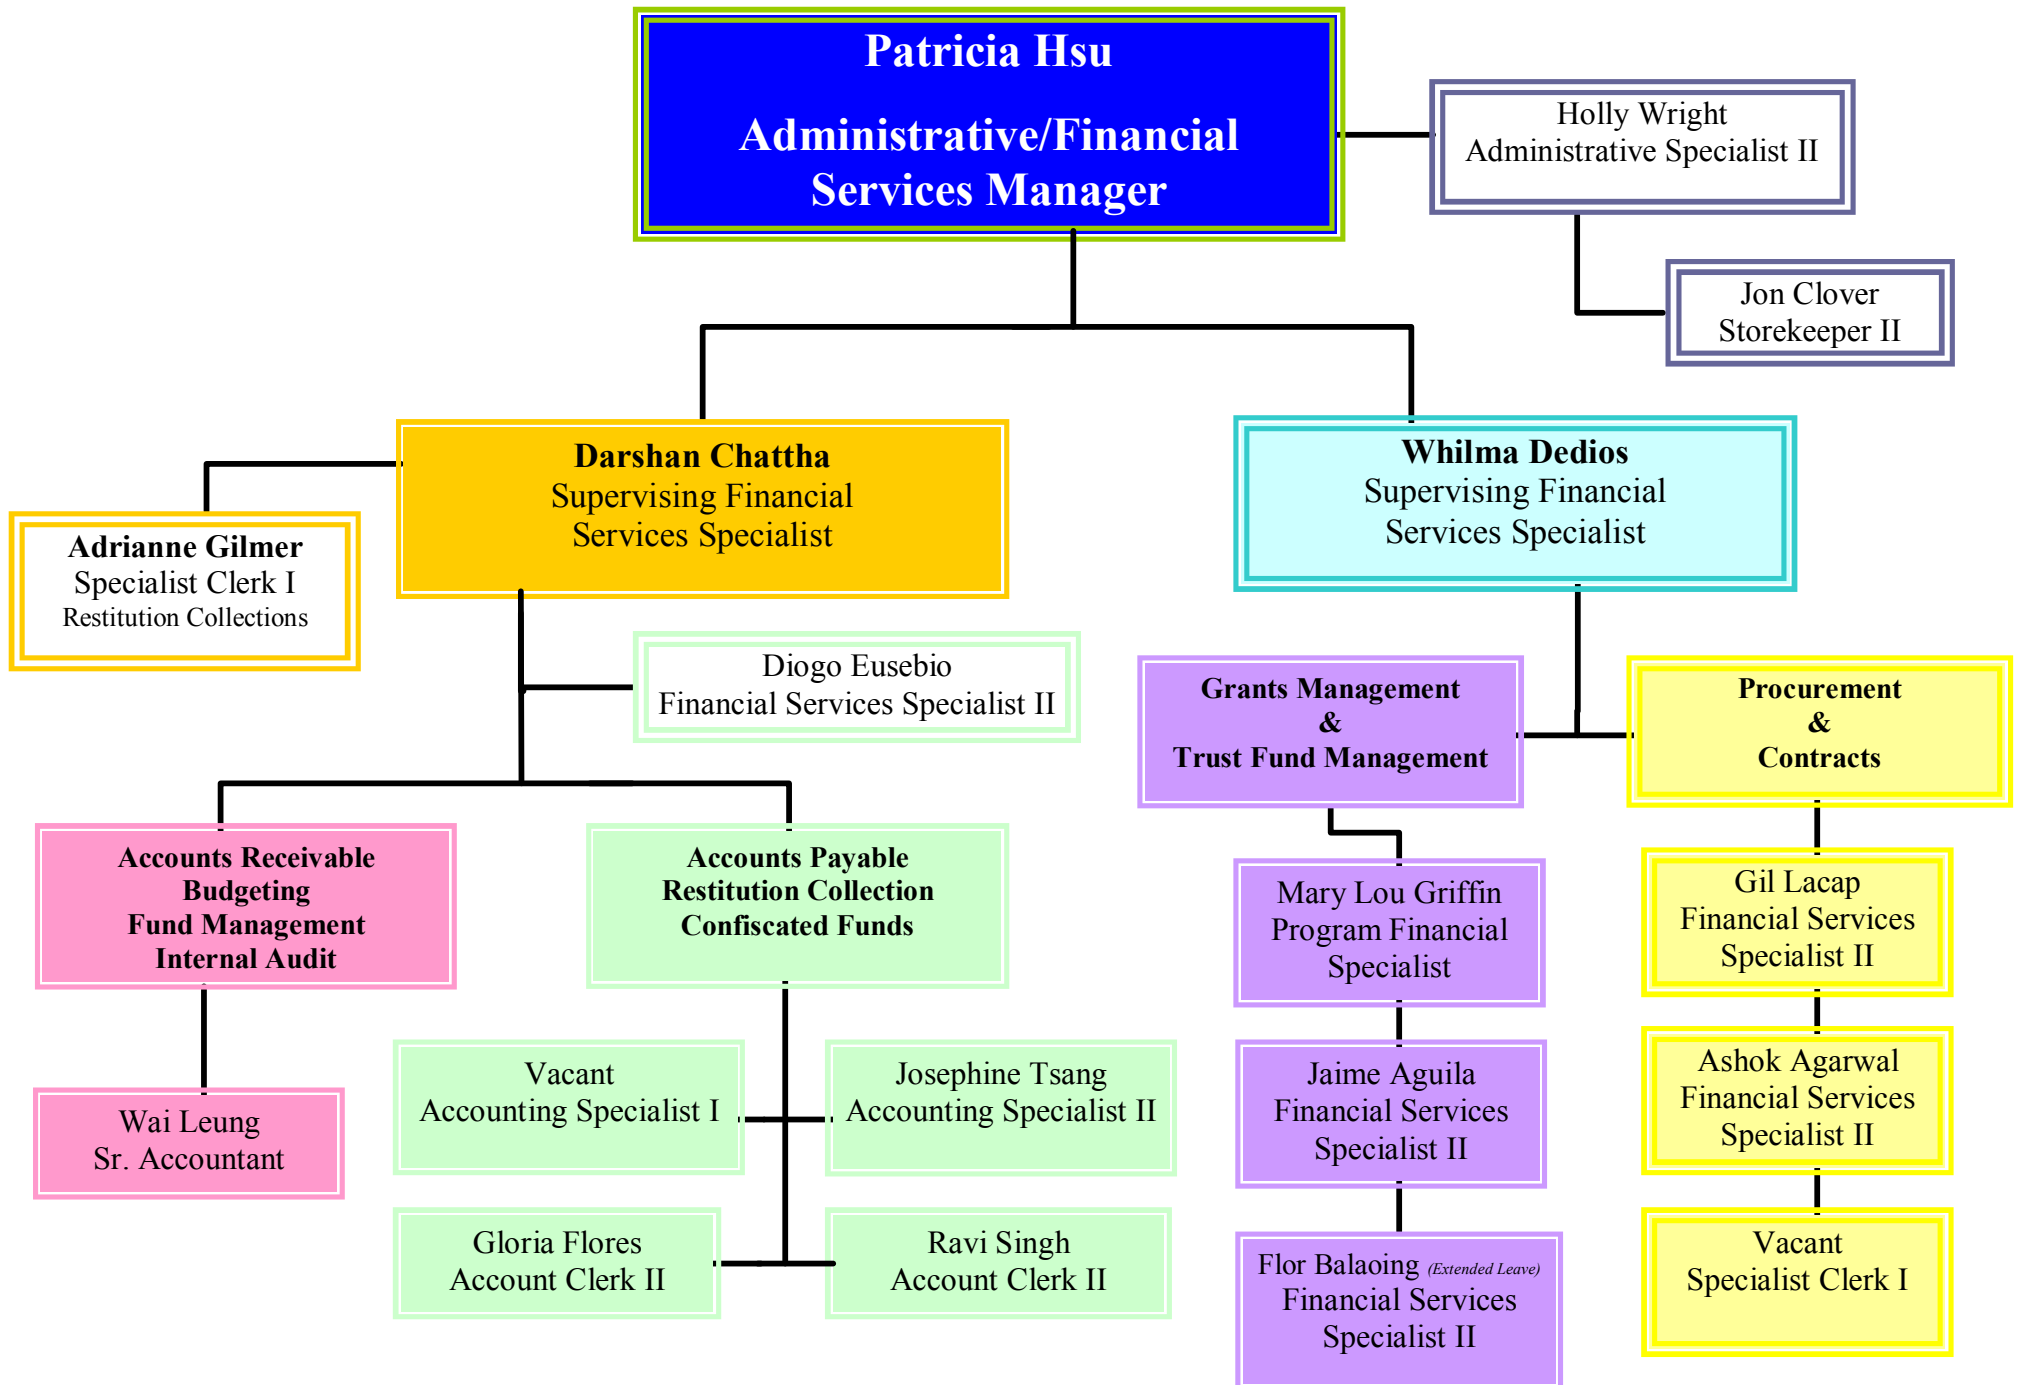 Patricia Hsu
Administrative/Financial
Services Manager
Holly Wright
Administrative Specialist II
Jon Clover
Storekeeper II
Darshan Chattha
Supervising Financial
Services Specialist
Whilma Dedios
Supervising Financial
Services Specialist
Adrianne Gilmer
Specialist Clerk I
Restitution Collections
Diogo Eusebio
Financial Services Specialist II
Grants Management
&
Trust Fund Management
Procurement
&
Contracts
Accounts Receivable
Budgeting
Fund Management
Internal Audit
Accounts Payable
Restitution Collection
Confiscated Funds
Mary Lou Griffin
Program Financial
Specialist
Gil Lacap
Financial Services
Specialist II
Wai Leung
Sr. Accountant
Vacant
Accounting Specialist I
Josephine Tsang
Accounting Specialist II
Jaime Aguila
Financial Services
Specialist II
Ashok Agarwal
Financial Services
Specialist II
Gloria Flores
Account Clerk II
Ravi Singh
Account Clerk II
Flor Balaoing (Extended Leave)
Financial Services
Specialist II
Vacant
Specialist Clerk I